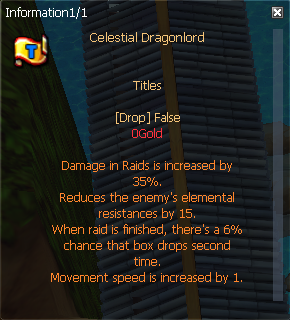 Information1/1
T
Celestial Dragonlord
Titles
[Drop] False
0Gold
Damage in Raids is increased by
35%.
Reduces the enemy's elemental
resistances by 15.
When raid is finished, there's a 6%
chance that box drops second
time.
Movement speed is increased by 1.